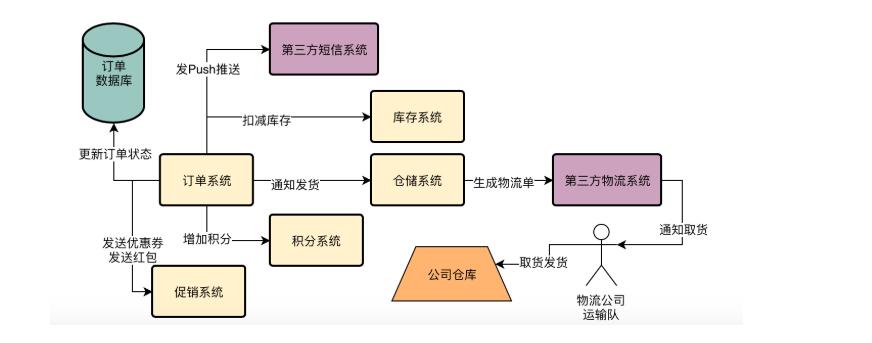 订单
数据库
第三方短信系统
发Push推送
扣减库存
库存系统
更新订单状态
订单系统
通知发货
仓储系统
生成物流单
第三方物流系统
发送优惠券
发送红包
增加积分
积分系统
通知取货
公司仓库
取货发货
促销系统
物流公司
运输队